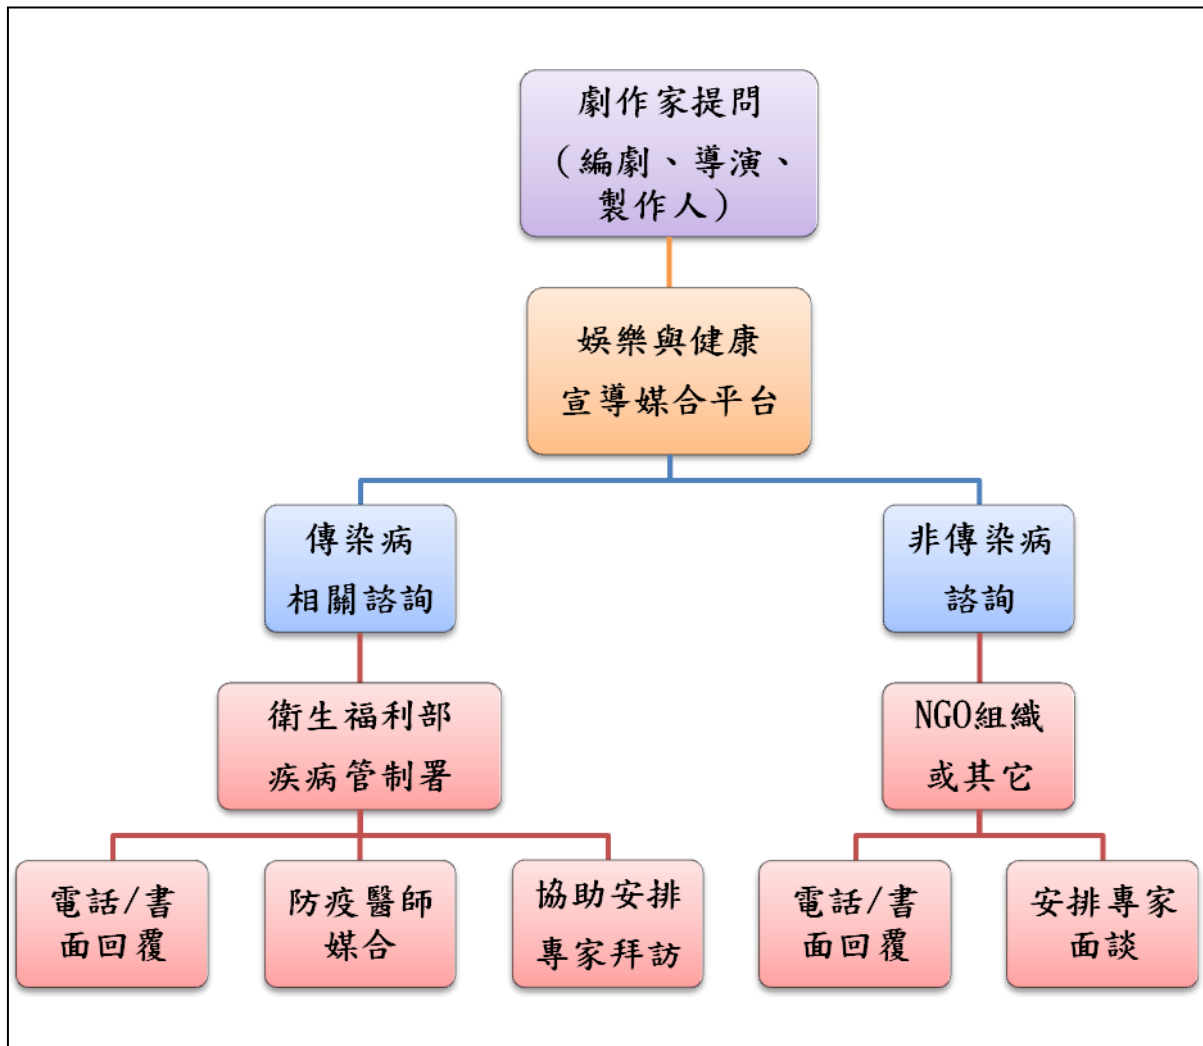 劇作家提問
（編劇、導演、
製作人）
娛樂與健康
宣導媒合平台
傳染病
相關諮詢
非傳染病
諮詢
衛生福利部
疾病管制署
NGO組織
或其它
電話/書
面回覆
防疫醫師
媒合
協助安排
專家拜訪
電話/書
面回覆
安排專家
面談